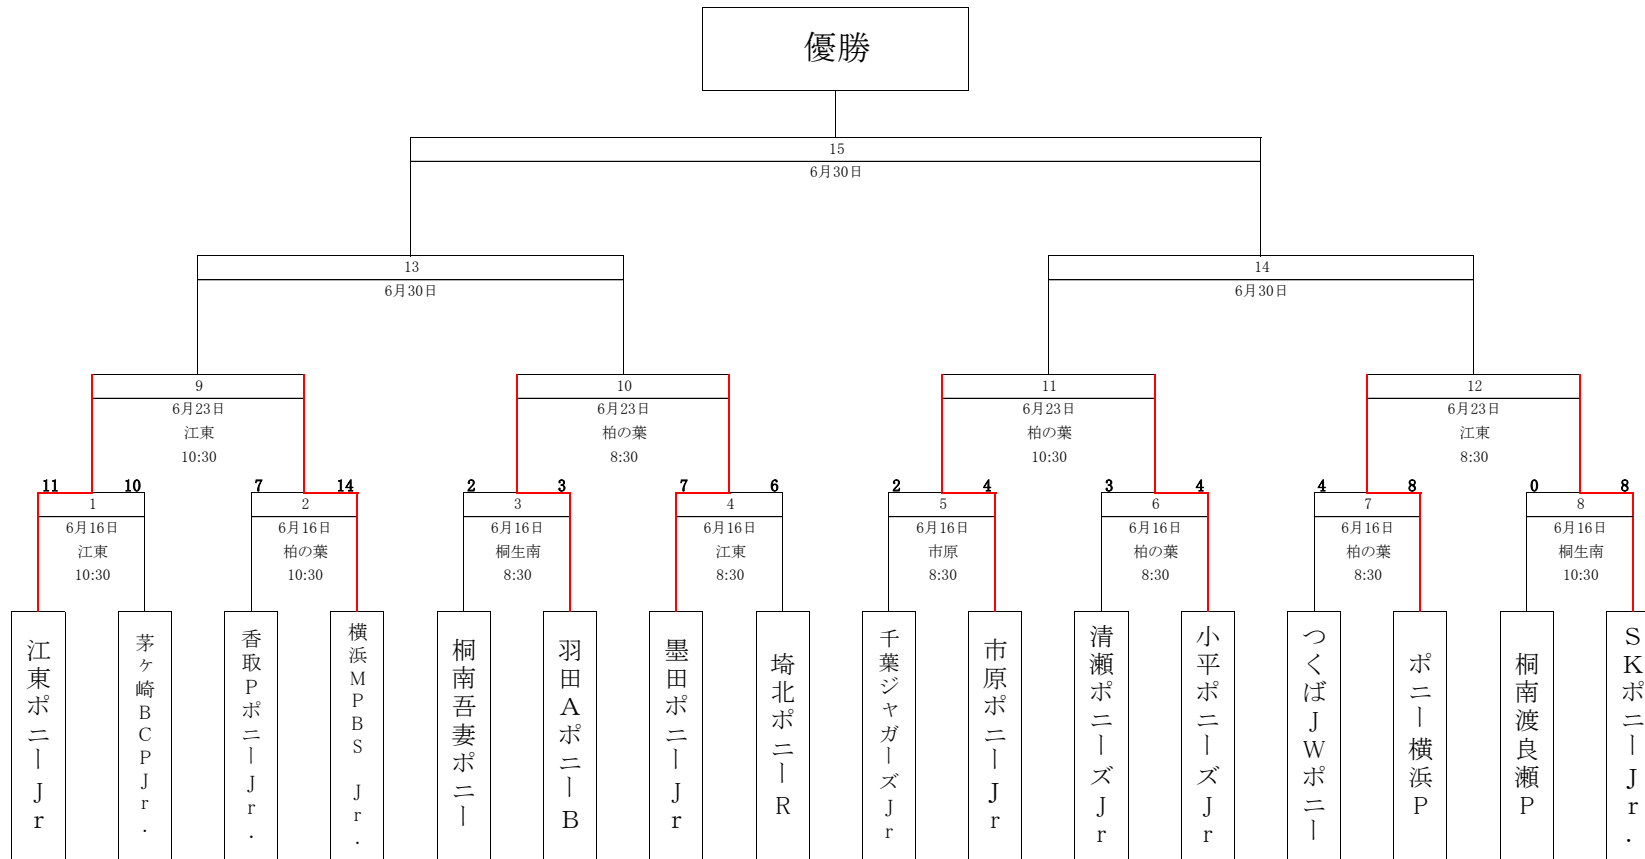 優勝
15
6月30日
13
14
6月30日
6月30日
9
10
11
12
6月23日
6月23日
6月23日
6月23日
江東
柏の葉
柏の葉
江東
10:30
8:30
10:30
8:30
11
10
7
14
2
3
7
6
2
4
3
4
4
8
0
8
1
2
3
4
5
6
7
8
6月16日
6月16日
6月16日
6月16日
6月16日
6月16日
6月16日
6月16日
江東
柏の葉
桐生南
江東
市原
柏の葉
柏の葉
桐生南
10:30
10:30
8:30
8:30
8:30
8:30
8:30
10:30
江東ポニーJr
茅ヶ崎BCPJr.
香取PポニーJr.
横浜MPBS Jr.
桐南吾妻ポニー
羽田AポニーB
墨田ポニーJr
埼北ポニーR
千葉ジャガーズJr
市原ポニーJr
清瀬ポニーズJr
小平ポニーズJr
つくばJWポニー
ポニー横浜P
桐南渡良瀬P
SKポニーJr.